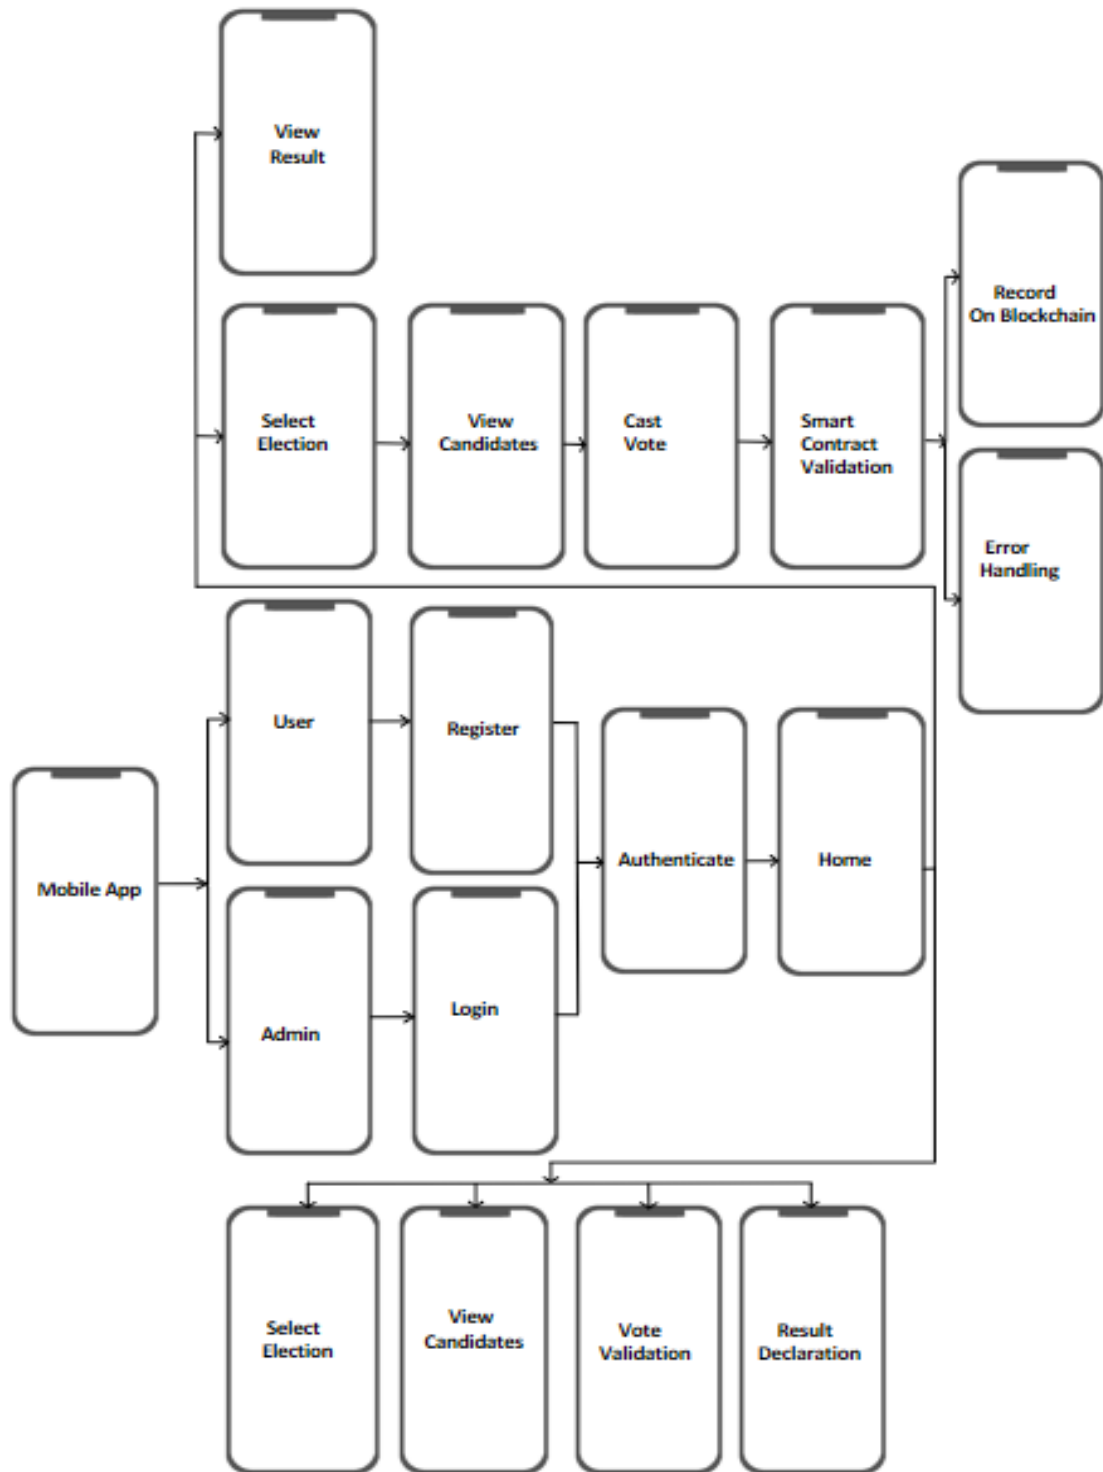 View
Result
Record
On Blockchain
Select
Election
View
Candidates
Cast
Vote
Smart
Contract
Validation
Error
Handling
User
Register
Mobile App
Authenticate
Home
Admin
Login
Select
Election
View
Candidates
Vote
Validation
Result
Declaration